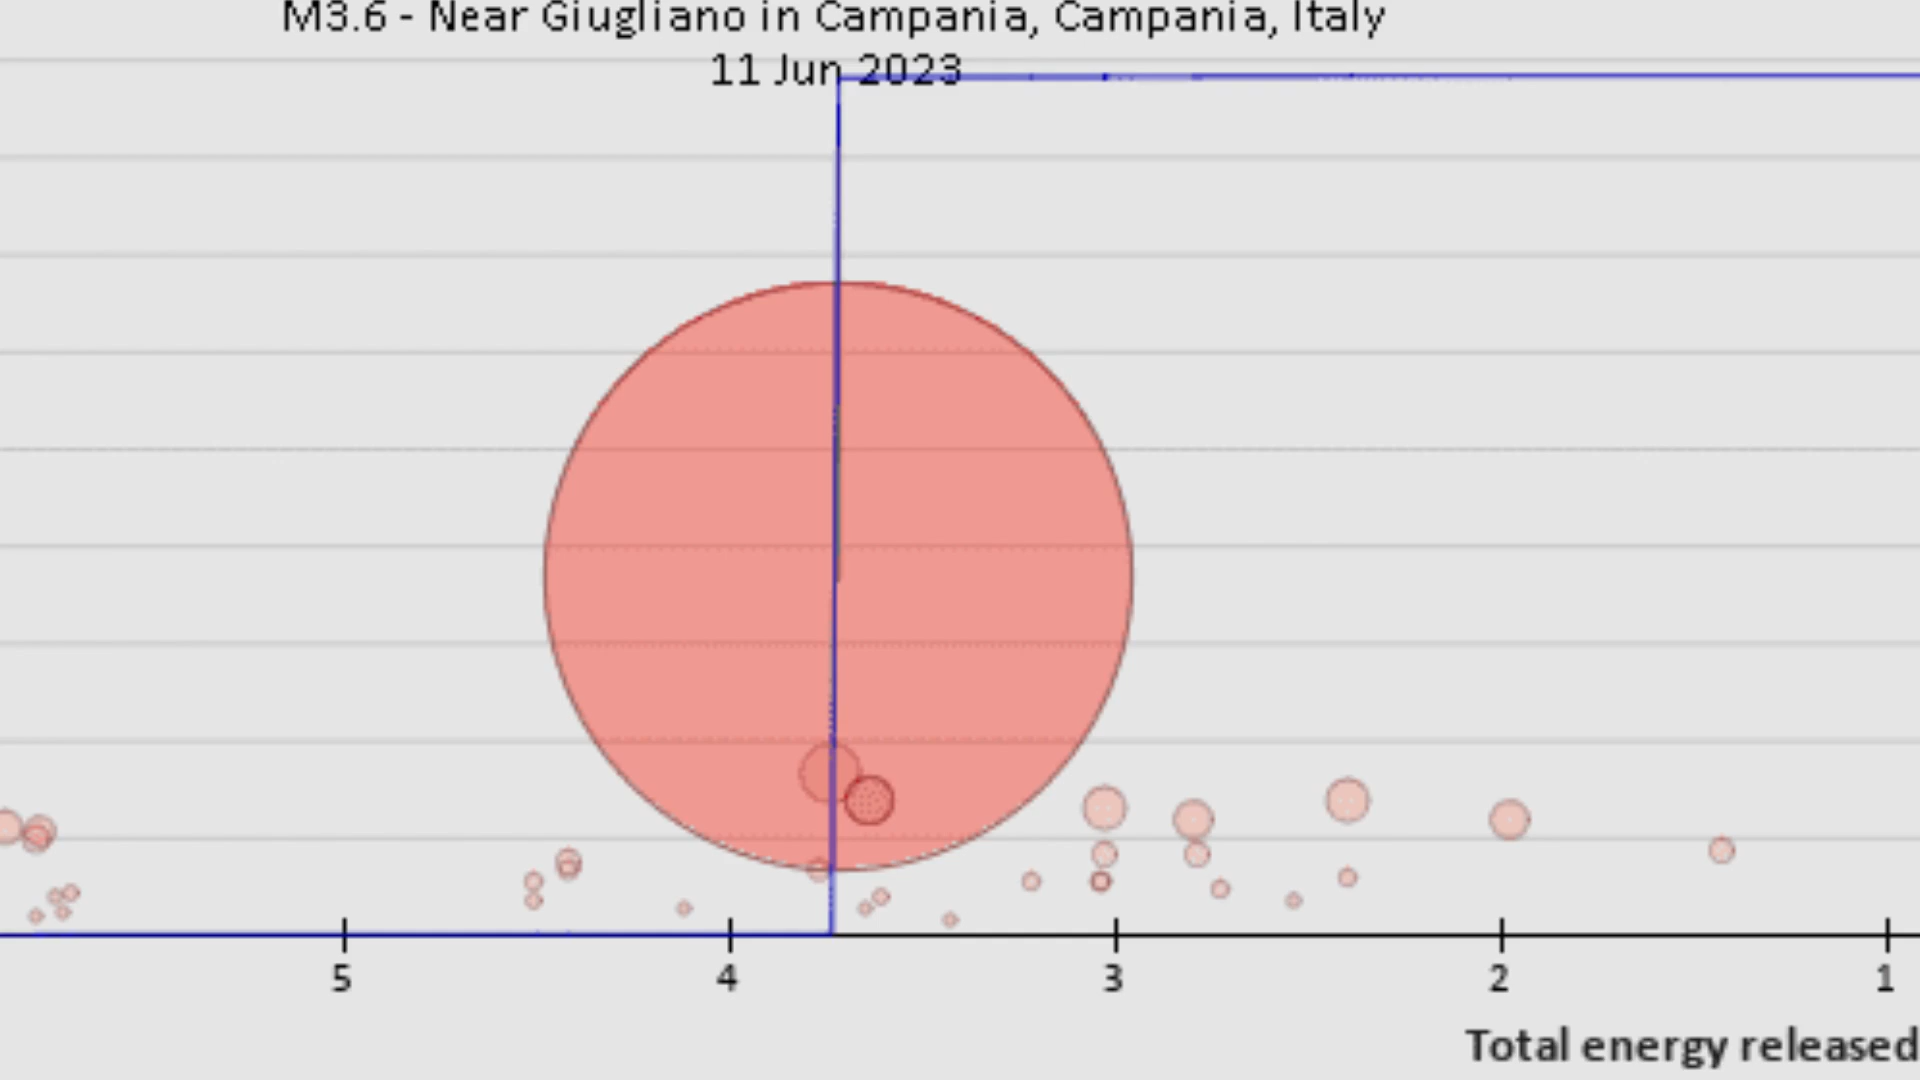 M3.6 - Near Giugliano in Campania, Campania, Italy
11 Jun 2023
5 4 3 2 1
Total energy released